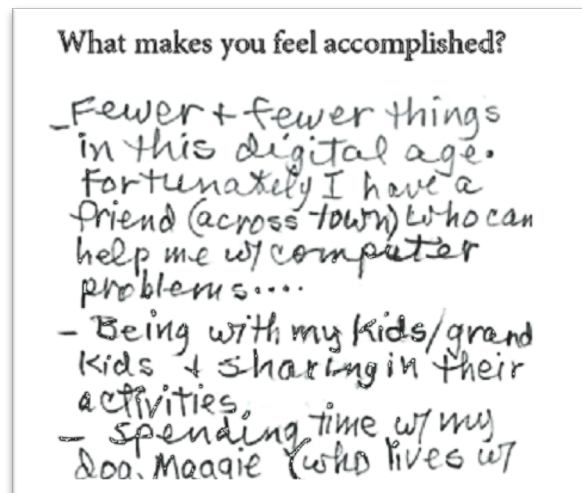 What makes you feel accomplished?
- Fewer + fewer things
in this digital age.
Fortunately I have a
friend (across town) who can
help me w/ computer
problems....
- Being with my kids/grand
kids + sharing in their
activities,
- spending time w/ my
dog, Maggie (who lives w/